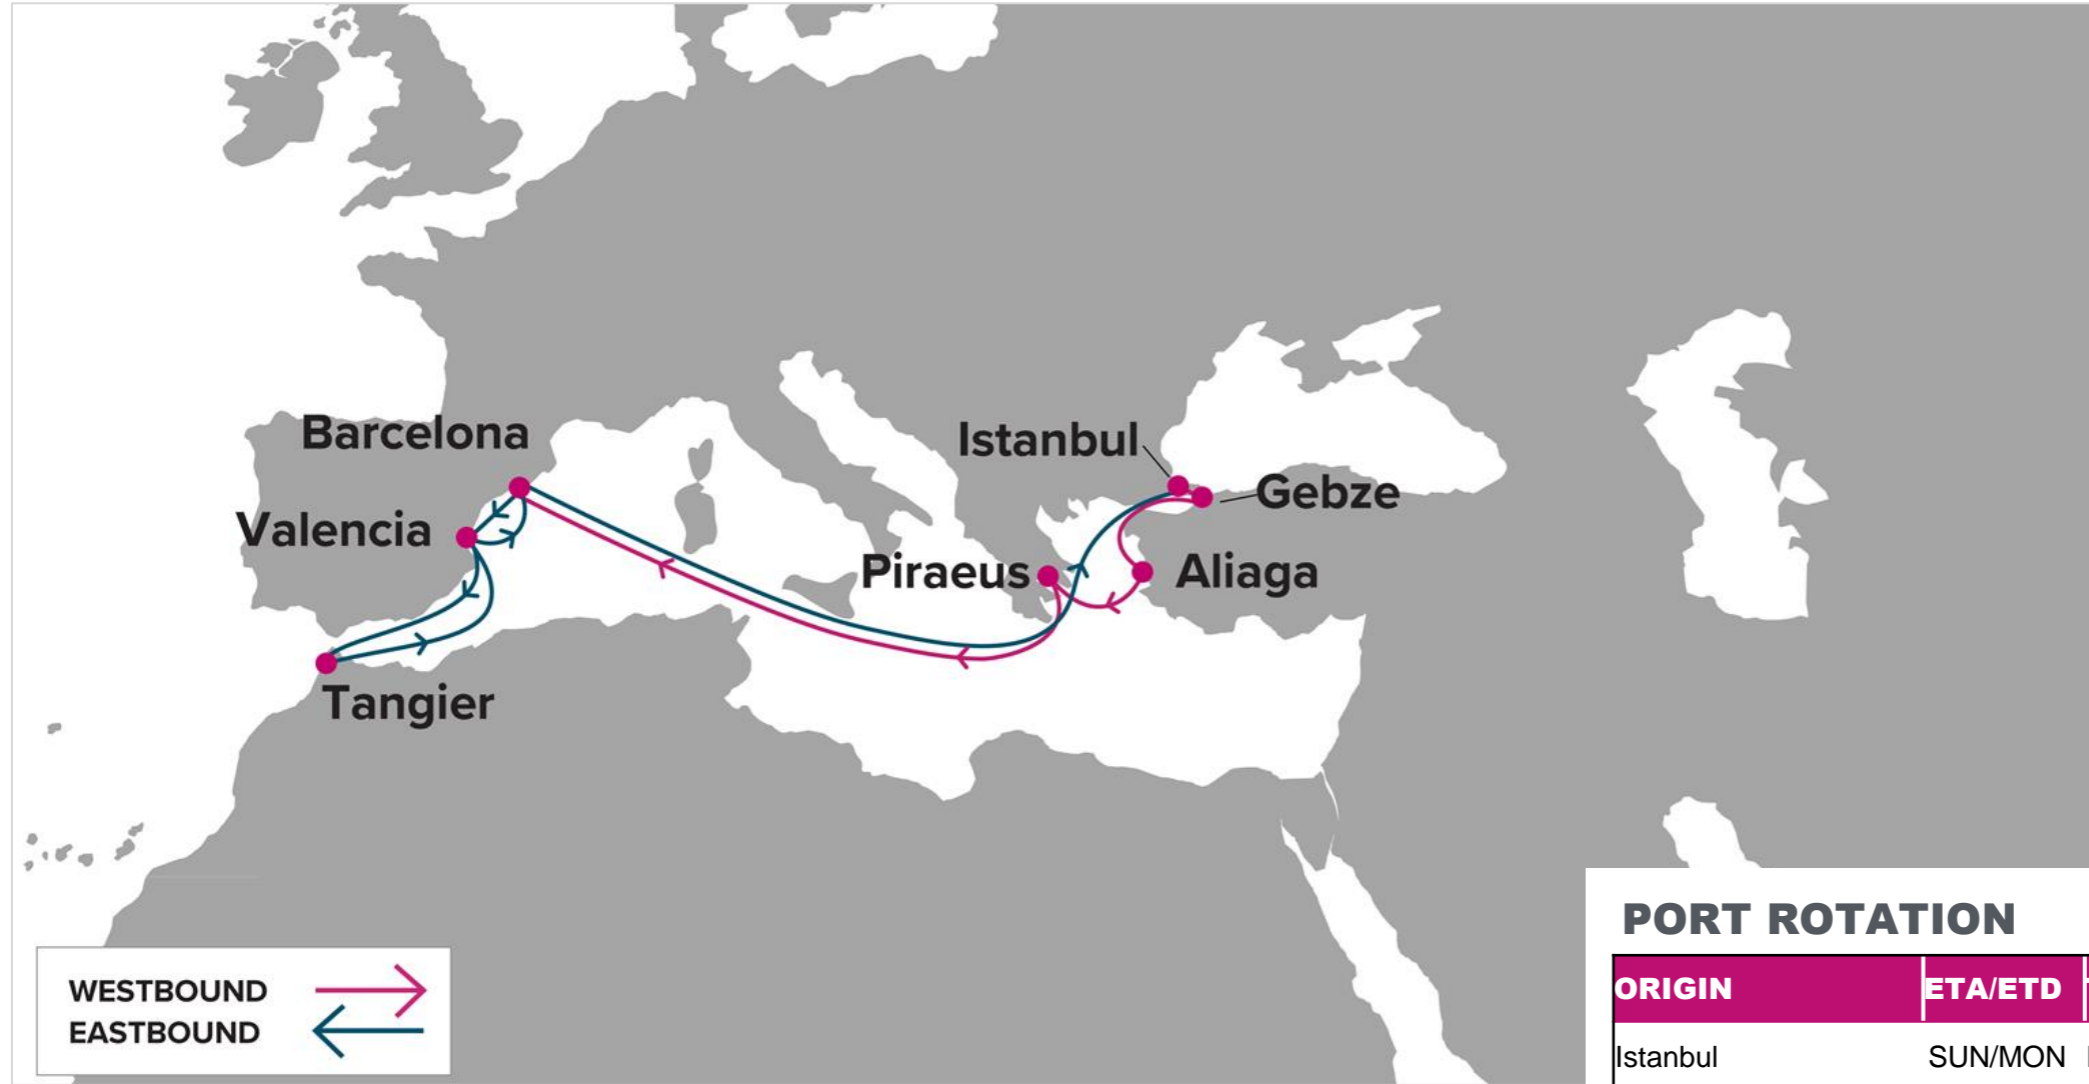 Barcelona
Istanbul
Gebze
Valencia
Piraeus
Aliaga
Tangier
WESTBOUND
EASTBOUND
PORT ROTATION
ORIGIN ETA/ETD
Istanbul SUN/MON